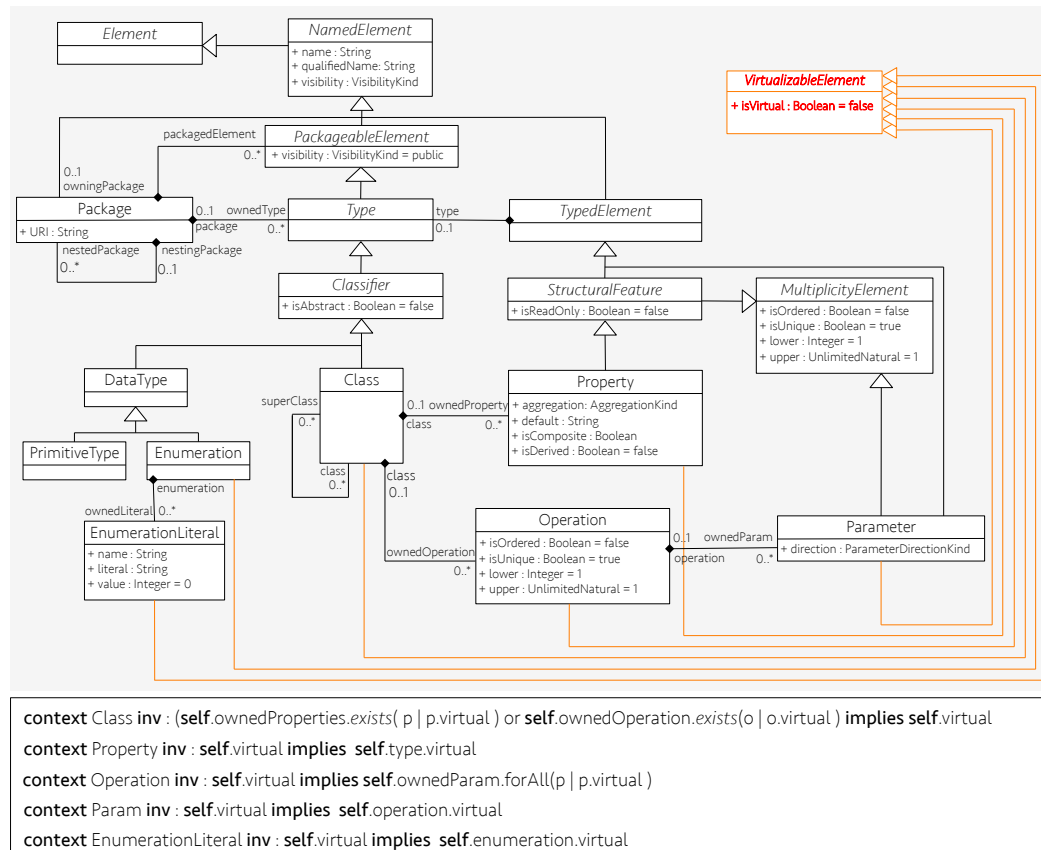 Element
NamedElement
+ name : String
+ qualifiedName: String
+ visibility : VisibilityKind
VirtualizableElement
+ isVirtual : Boolean = false
packagedElement
0..*
PackageableElement
+ visibility : VisibilityKind = public
0..1
owningPackage
Package
+ URI : String
0..1
package
ownedType
0..*
Type
type
0..1
TypedElement
nestedPackage
0..*
nestingPackage
0..1
Classifier
+ isAbstract : Boolean = false
StructuralFeature
+ isReadOnly : Boolean = false
MultiplicityElement
+ isOrdered : Boolean = false
+ isUnique : Boolean = true
+ lower : Integer = 1
+ upper : UnlimitedNatural = 1
DataType
superClass
0..*
Class
0..1
class
ownedProperty
0..*
Property
+ aggregation: AggregationKind
+ default : String
+ isComposite : Boolean
+ isDerived : Boolean = false
PrimitiveType
Enumeration
class
0..*
class
0..1
enumeration
ownedLiteral
0..*
EnumerationLiteral
+ name : String
+ literal : String
+ value : Integer = 0
ownedOperation
0..*
Operation
+ isOrdered : Boolean = false
+ isUnique : Boolean = true
+ lower : Integer = 1
+ upper : UnlimitedNatural = 1
0..1
operation
ownedParam
0..*
Parameter
+ direction : ParameterDirectionKind
context Class inv : (self.ownedProperties.exists( p | p.virtual ) or self.ownedOperation.exists(o | o.virtual ) implies self.virtual
context Property inv : self.virtual implies self.type.virtual
context Operation inv : self.virtual implies self.ownedParam.forAll(p | p.virtual )
context Param inv : self.virtual implies self.operation.virtual
context EnumerationLiteral inv : self.virtual implies self.enumeration.virtual